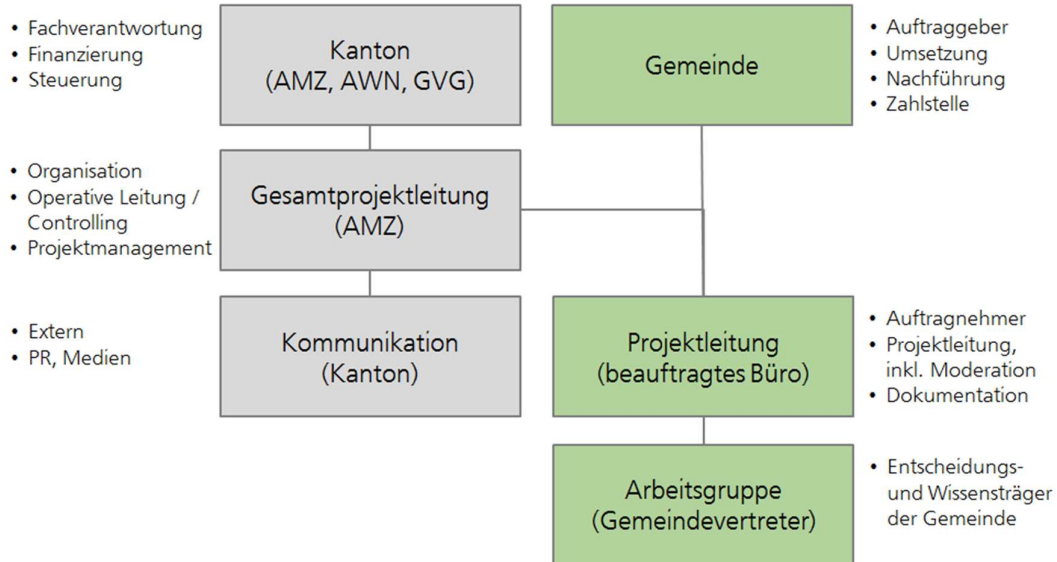 • Fachverantwortung
• Finanzierung
• Steuerung
Kanton
(AMZ, AWN, GVG)
Gemeinde
• Auftraggeber
• Umsetzung
• Nachführung
• Zahlstelle
• Organisation
• Operative Leitung /
Controlling
• Projektmanagement
Gesamtprojektleitung
(AMZ)
• Extern
• PR, Medien
Kommunikation
(Kanton)
Projektleitung
(beauftragtes Büro)
• Auftragnehmer
• Projektleitung,
inkl. Moderation
• Dokumentation
Arbeitsgruppe
(Gemeindevertreter)
• Entscheidungs-
und Wissensträger
der Gemeinde